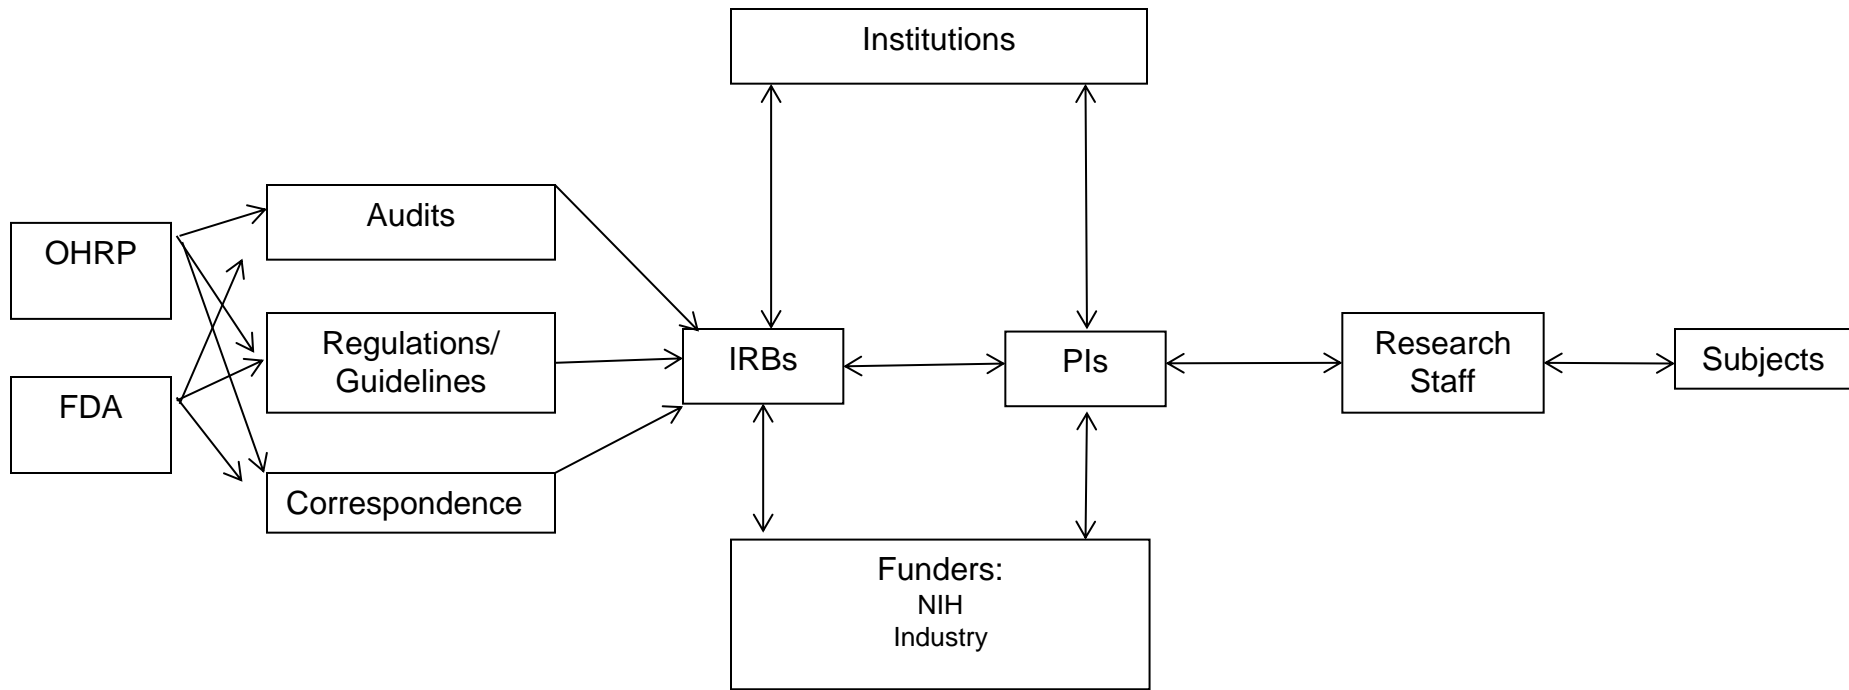 Institutions
OHRP
FDA
Audits
Regulations/
Guidelines
Correspondence
IRBs
PIs
Research
Staff
Subjects
Funders:
NIH
Industry